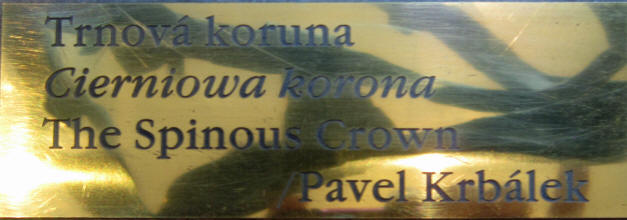 Trnová koruna
Cierniowa korona
The Spinous Crown
/Pavel Krbálek